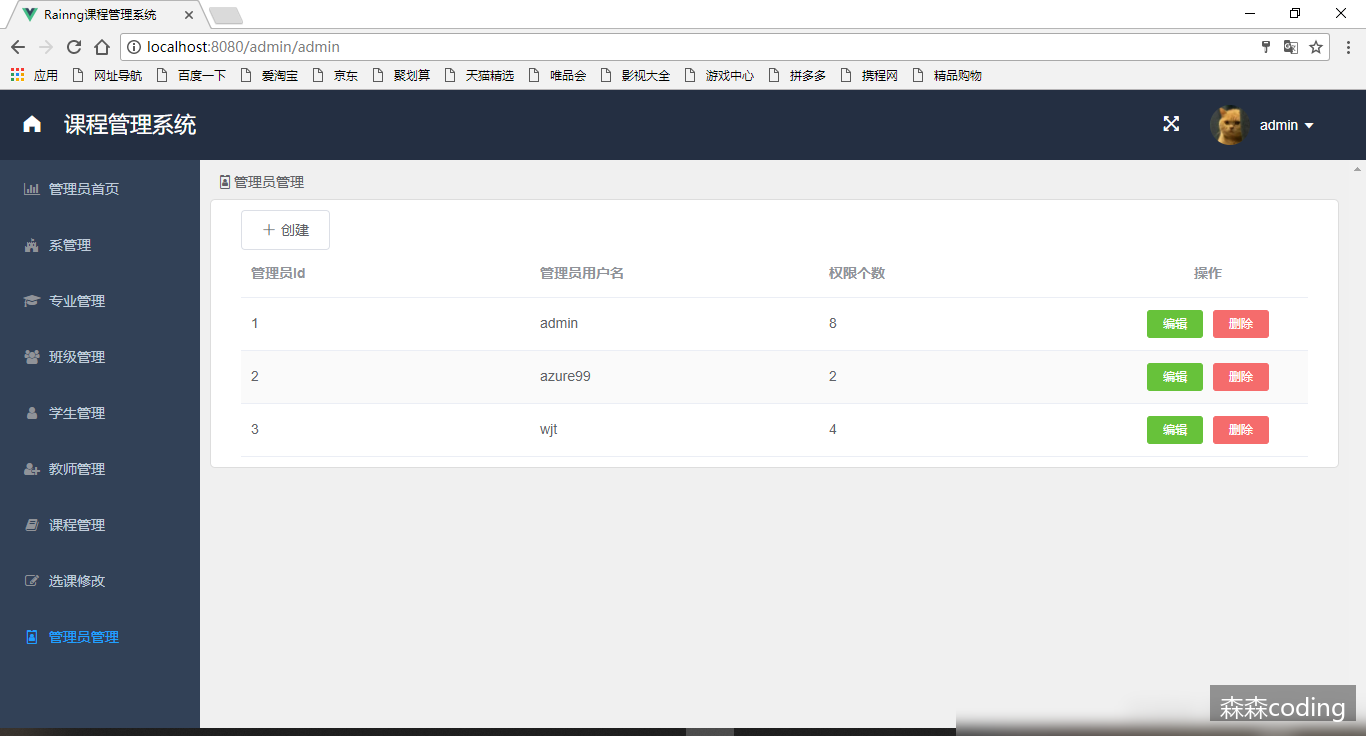 Rainng课程管理系统
localhost:8080/admin/admin
应用 网址导航 百度一下 爱淘宝 京东 聚划算 天猫精选 唯品会 影视大全 游戏中心 拼多多 携程网 精品购物
课程管理系统 admin
管理员首页
系管理
专业管理
班级管理
学生管理
教师管理
课程管理
选课修改
管理员管理
管理员管理
创建
管理员Id 管理员用户名 权限个数 操作
1 admin 8 编辑 删除
2 azure99 2 编辑 删除
3 wjt 4 编辑 删除
森森coding